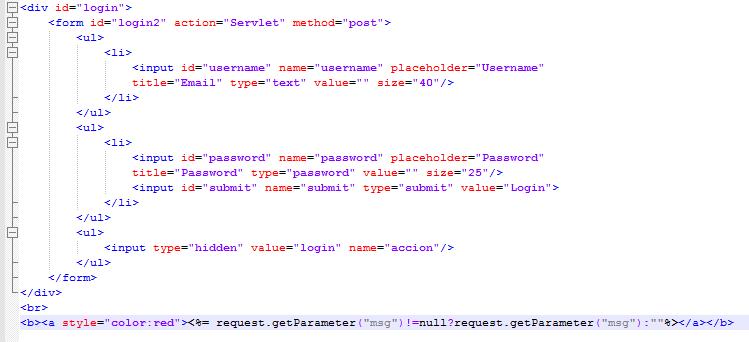 <div id="login">
<form id="login2" action="Servlet" method="post">
<ul>
<li>
<input id="username" name="username" placeholder="Username"
title="Email" type="text" value="" size="40"/>
</li>
</ul>
<ul>
<li>
<input id="password" name="password" placeholder="Password"
title="Password" type="password" value="" size="25"/>
<input id="submit" name="submit" type="submit" value="Login">
</li>
</ul>
<ul>
<input type="hidden" value="login" name="accion"/>
</ul>
</form>
</div>
<br>
<b><a style="color:red"><%= request.getParameter("msg")!=null?request.getParameter("msg"):""%></a></b>